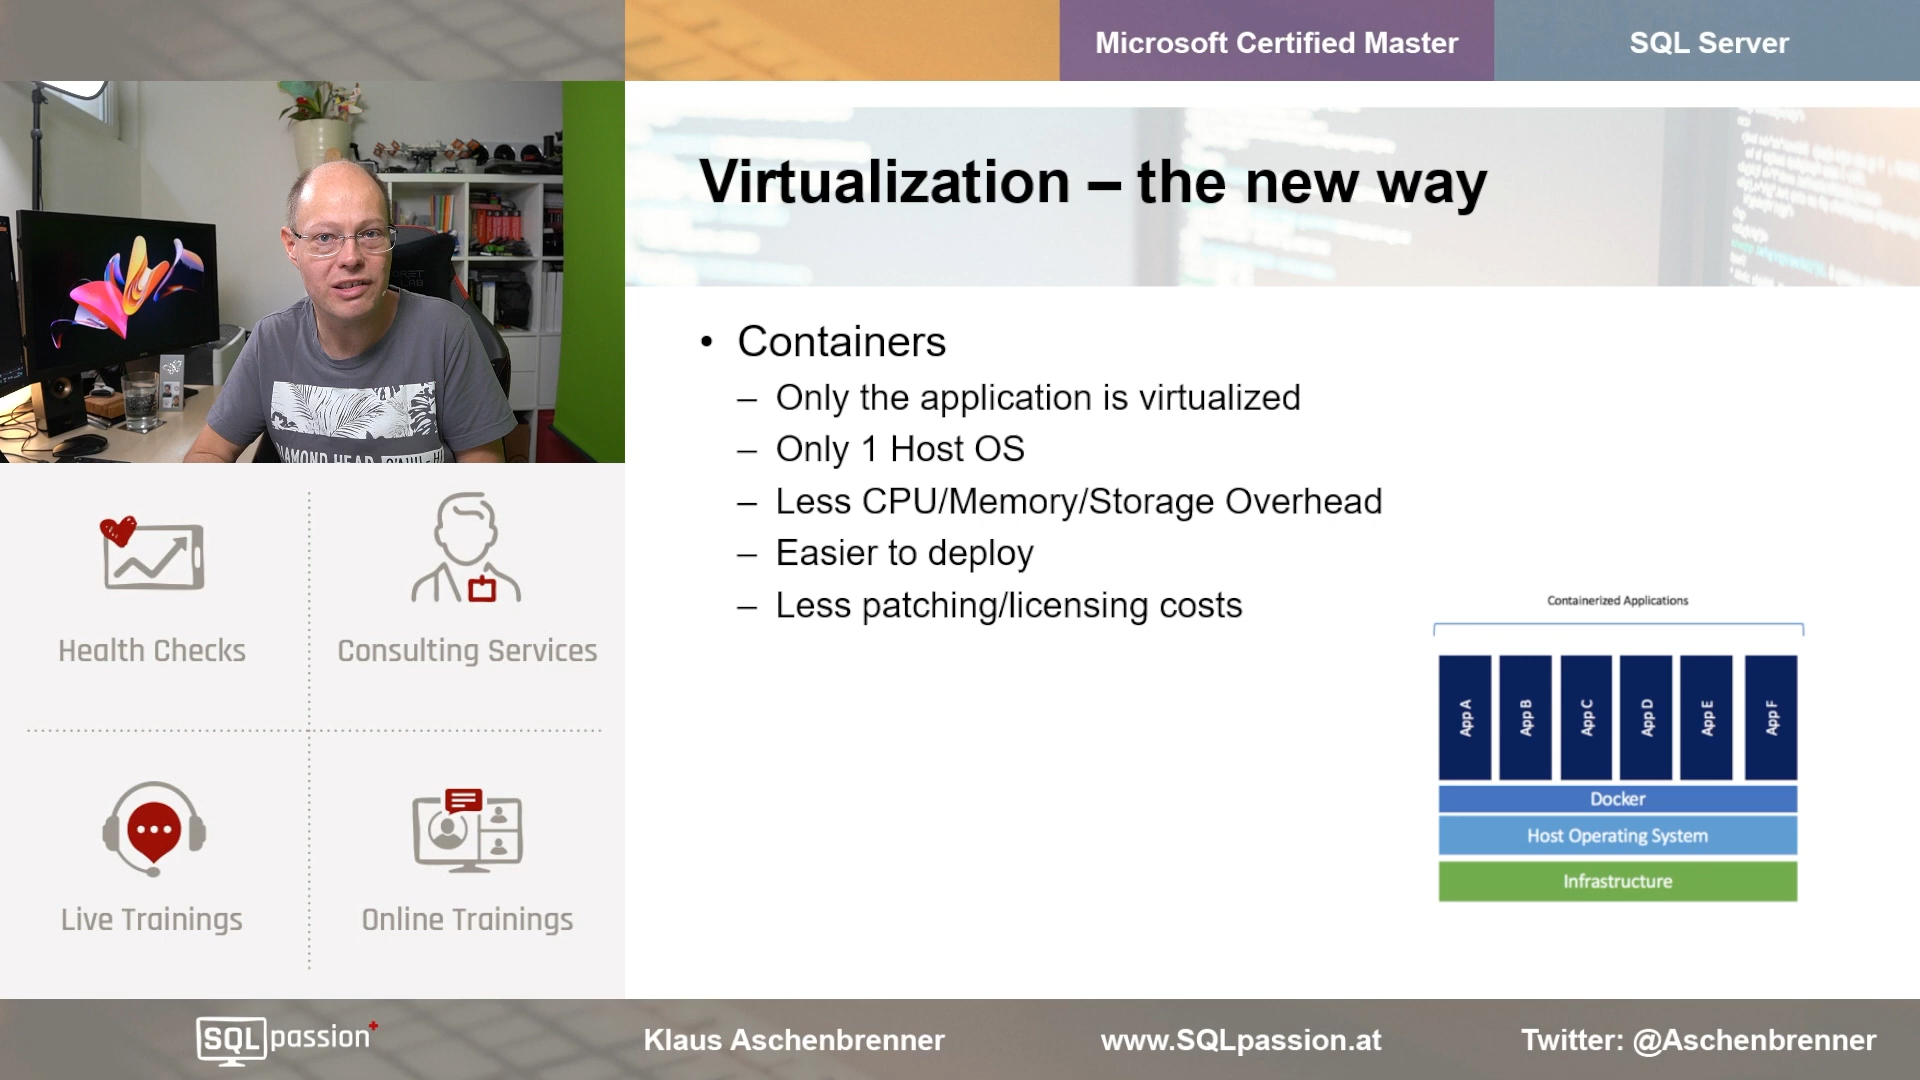 Microsoft Certified Master
SQL Server
Virtualization – the new way
• Containers
– Only the application is virtualized
– Only 1 Host OS
– Less CPU/Memory/Storage Overhead
– Easier to deploy
– Less patching/licensing costs
Containerized Applications
App A
App B
App C
App D
App E
App F
Docker
Host Operating System
Infrastructure
DIAMOND HEAD
Health Checks
Consulting Services
Live Trainings
Online Trainings
SQLpassion
Klaus Aschenbrenner
www.SQLpassion.at
Twitter: @Aschenbrenner